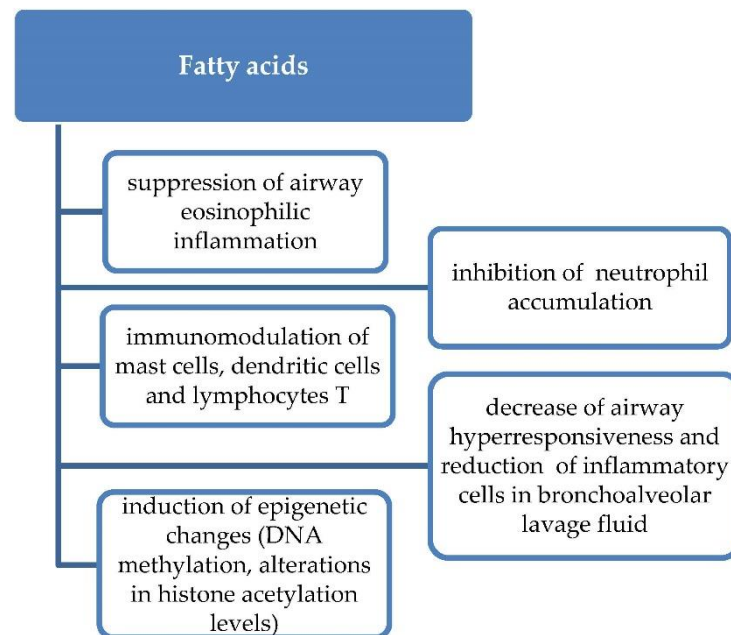 Fatty acids
suppression of airway
eosinophilic
inflammation
inhibition of neutrophil
accumulation
immunomodulation of
mast cells, dendritic cells
and lymphocytes T
decrease of airway
hyperresponsiveness and
reduction of inflammatory
cells in bronchoalveolar
lavage fluid
induction of epigenetic
changes (DNA
methylation, alterations
in histone acetylation
levels)